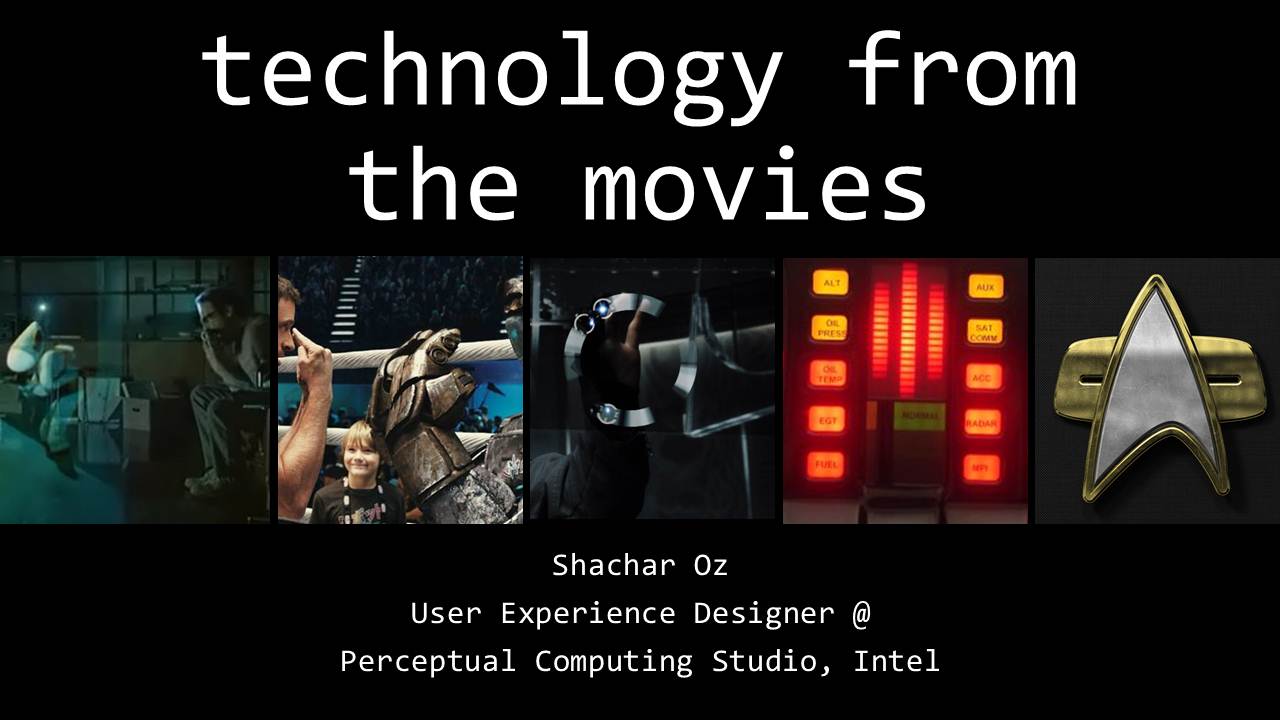 technology from
the movies
ALT
AUX
OIL
PRESS
SAT
COMM
OIL
TEMP
ACC
EGT
NORMAL
RADAR
FUEL
MPI
Shachar Oz
User Experience Designer @
Perceptual Computing Studio, Intel